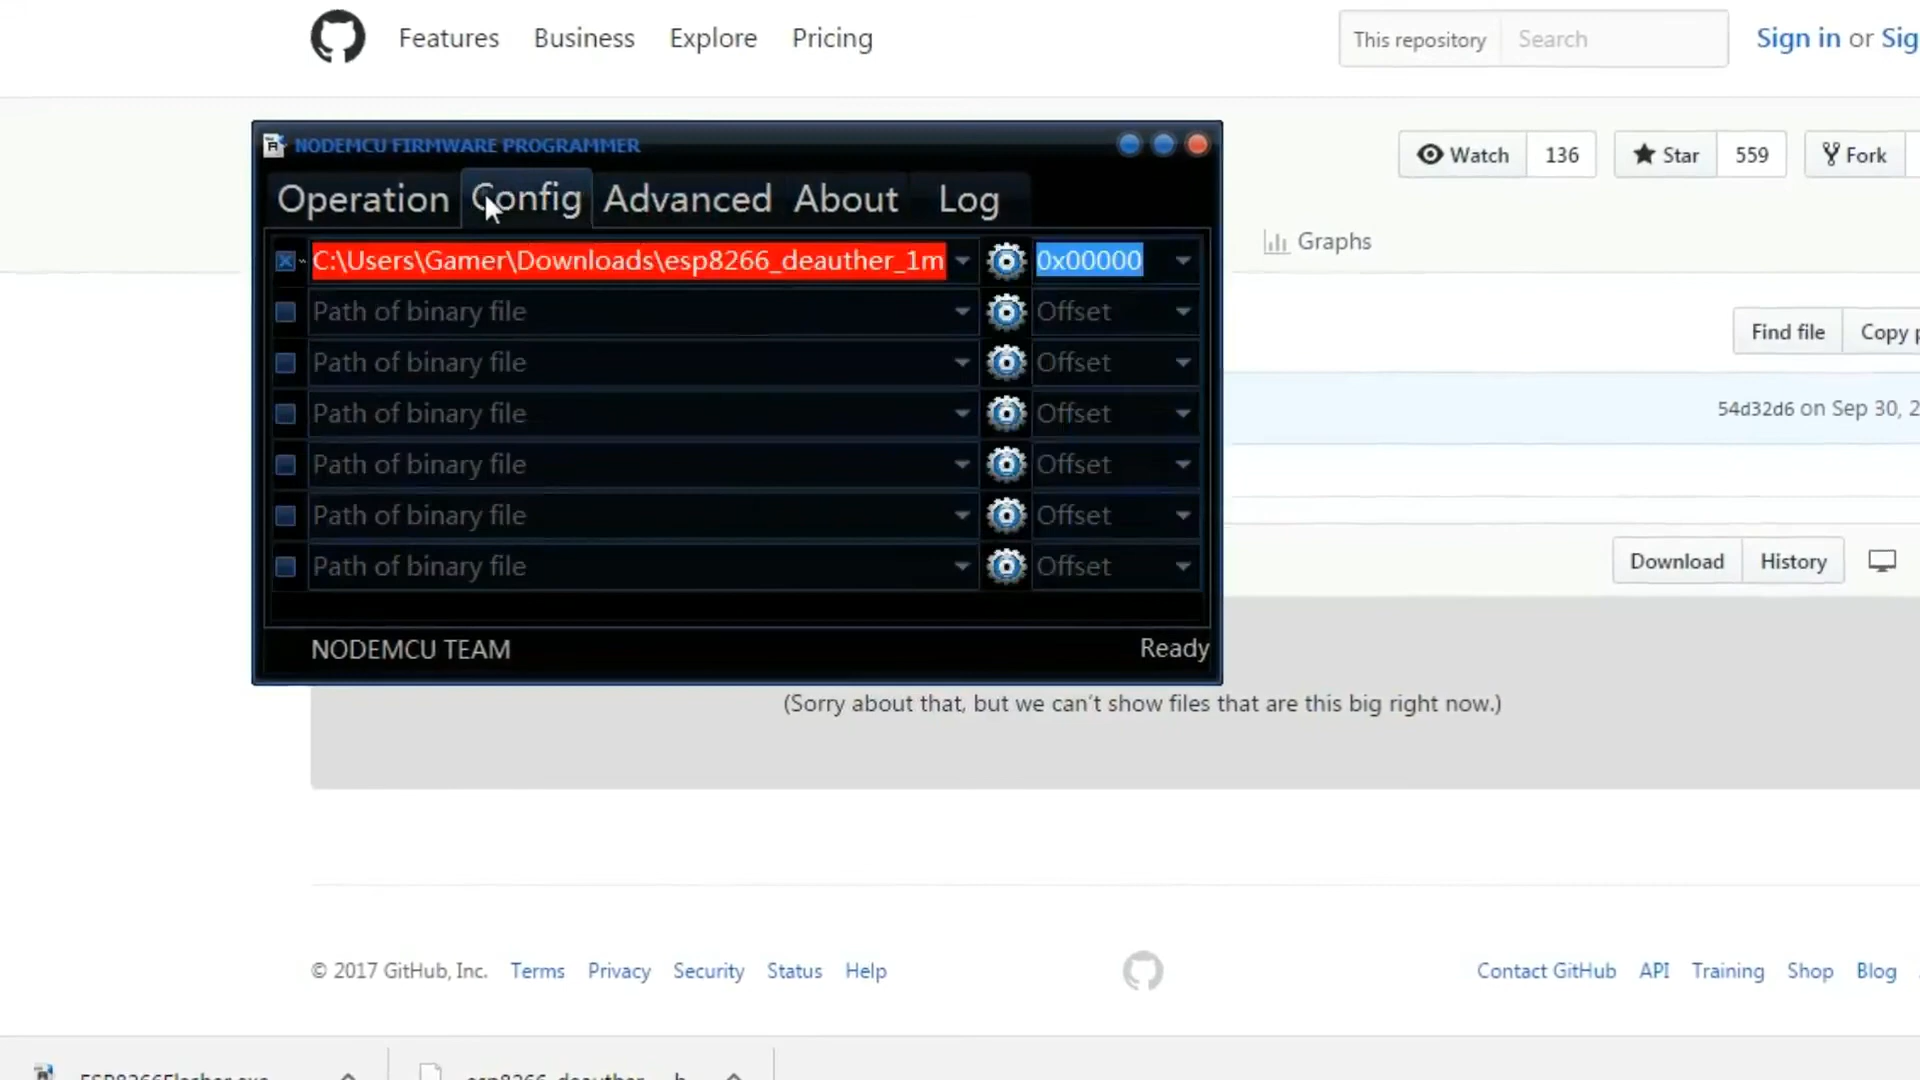 Features Business Explore Pricing This repository Search Sign in or Sig
NODEMCU FIRMWARE PROGRAMMER
Watch 136 Star 559 Fork
Operation Config Advanced About Log
Graphs
C:\Users\Gamer\Downloads\esp8266_deauther_1m 0x00000
Path of binary file Offset
Find file Copy p
Path of binary file Offset
Path of binary file Offset
54d32d6 on Sep 30, 2
Path of binary file Offset
Path of binary file Offset
Path of binary file Offset
Download History
NODEMCU TEAM Ready
(Sorry about that, but we can't show files that are this big right now.)
© 2017 GitHub, Inc. Terms Privacy Security Status Help Contact GitHub API Training Shop Blog